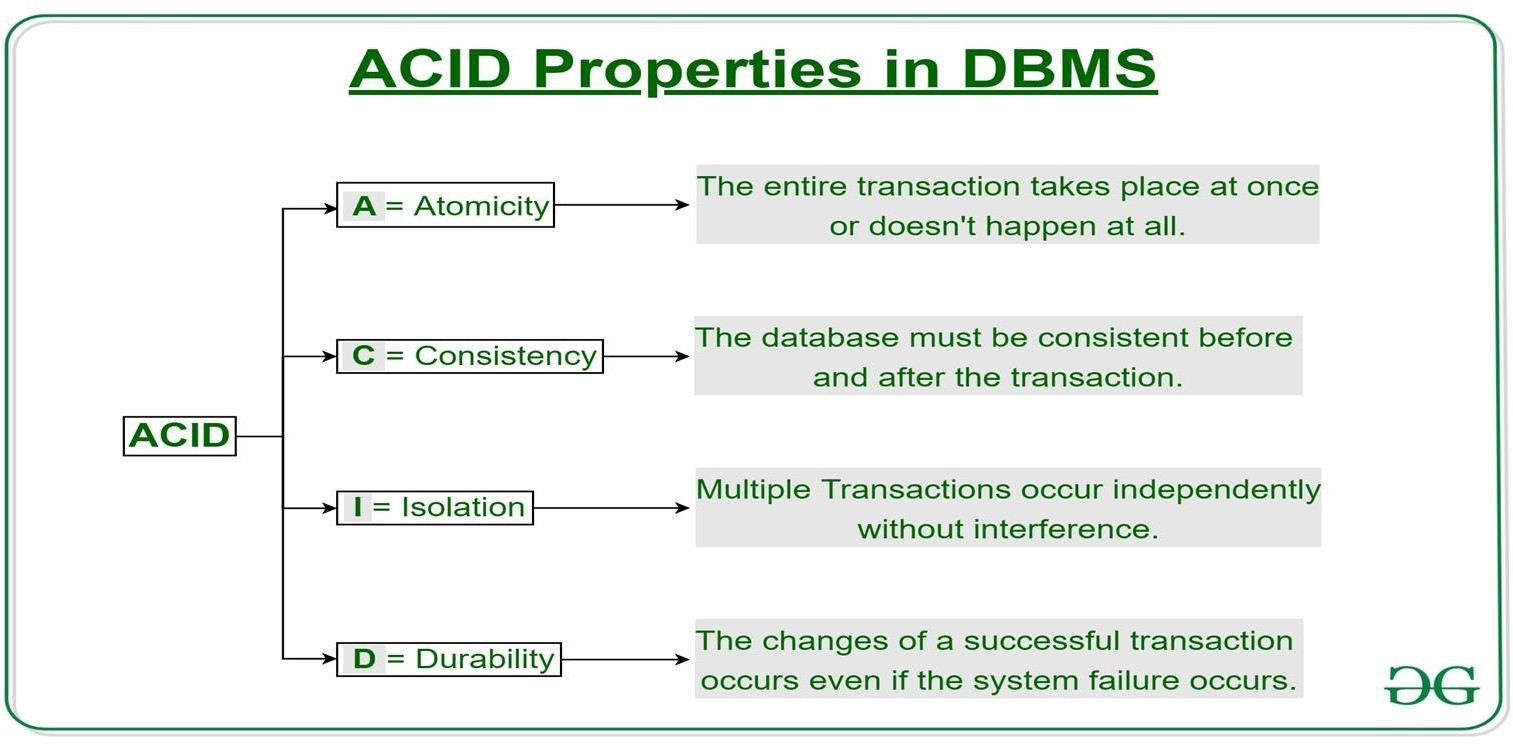 ACID Properties in DBMS
A = Atomicity
The entire transaction takes place at once
or doesn't happen at all.
C = Consistency
The database must be consistent before
and after the transaction.
ACID
I = Isolation
Multiple Transactions occur independently
without interference.
D = Durability
The changes of a successful transaction
occurs even if the system failure occurs.